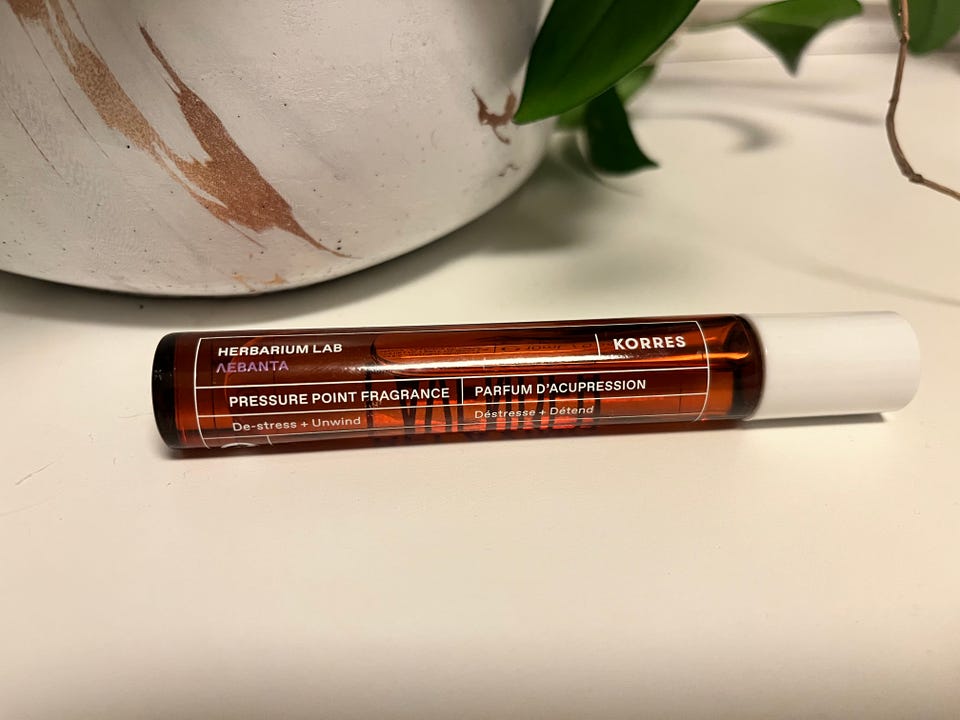 HERBARIUM LAB
ΛΕΒΑΝΤΑ
KORRES
PRESSURE POINT FRAGRANCE
PARFUM D'ACUPRESSION
De-stress + Unwind
Déstresse + Détend